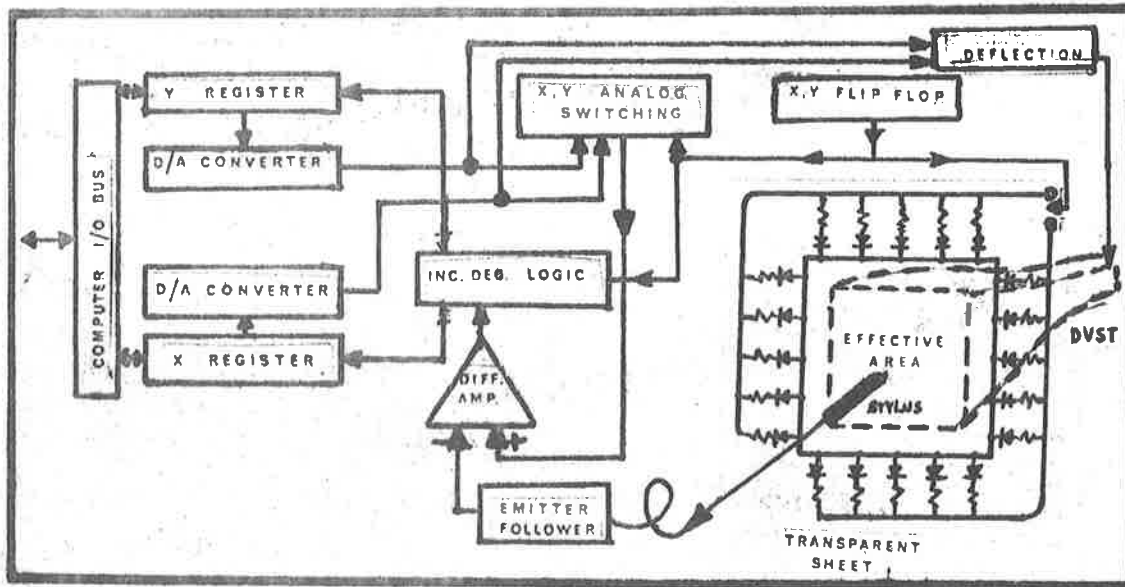 DEFLECTION
Y REGISTER
X,Y ANALOG
SWITCHING
X,Y FLIP FLOP
D/A CONVERTER
COMPUTER I/O BUS
INC. DEG. LOGIC
D/A CONVERTER
X REGISTER
DIFF.
AMP.
EFFECTIVE
AREA
STYLUS
DVST
EMITTER
FOLLOWER
TRANSPARENT
SHEET